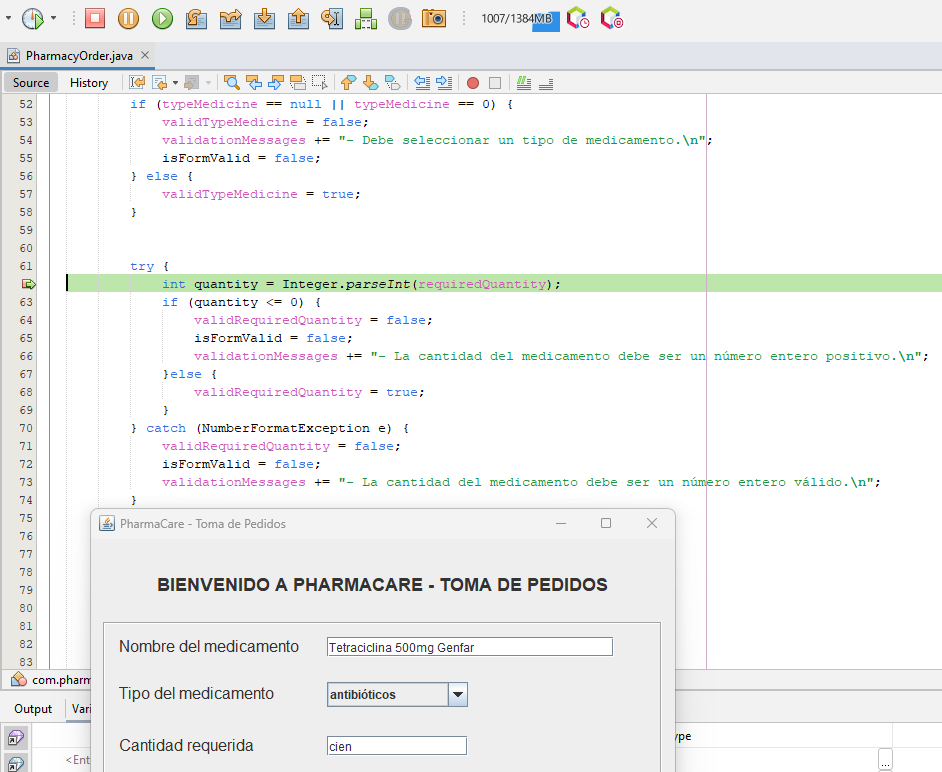 1007/1384MB
PharmacyOrder.java
Source History
52 if (typeMedicine == null || typeMedicine == 0) {
53 validTypeMedicine = false;
54 validationMessages += "- Debe seleccionar un tipo de medicamento.\n";
55 isFormValid = false;
56 } else {
57 validTypeMedicine = true;
58 }
59
60
61 try {
int quantity = Integer.parseInt(requiredQuantity);
63 if (quantity <= 0) {
64 validRequiredQuantity = false;
65 isFormValid = false;
66 validationMessages += "- La cantidad del medicamento debe ser un número entero positivo.\n";
67 }else {
68 validRequiredQuantity = true;
69 }
70 } catch (NumberFormatException e) {
71 validRequiredQuantity = false;
72 isFormValid = false;
73 validationMessages += "- La cantidad del medicamento debe ser un número entero válido.\n";
74 }
75
76
77
78
79
80
81
82
83
PharmaCare - Toma de Pedidos
BIENVENIDO A PHARMACARE - TOMA DE PEDIDOS
Nombre del medicamento Tetraciclina 500mg Genfar
Tipo del medicamento antibióticos
Cantidad requerida cien
com.pharm
Output Vari
ype
<Ent
...